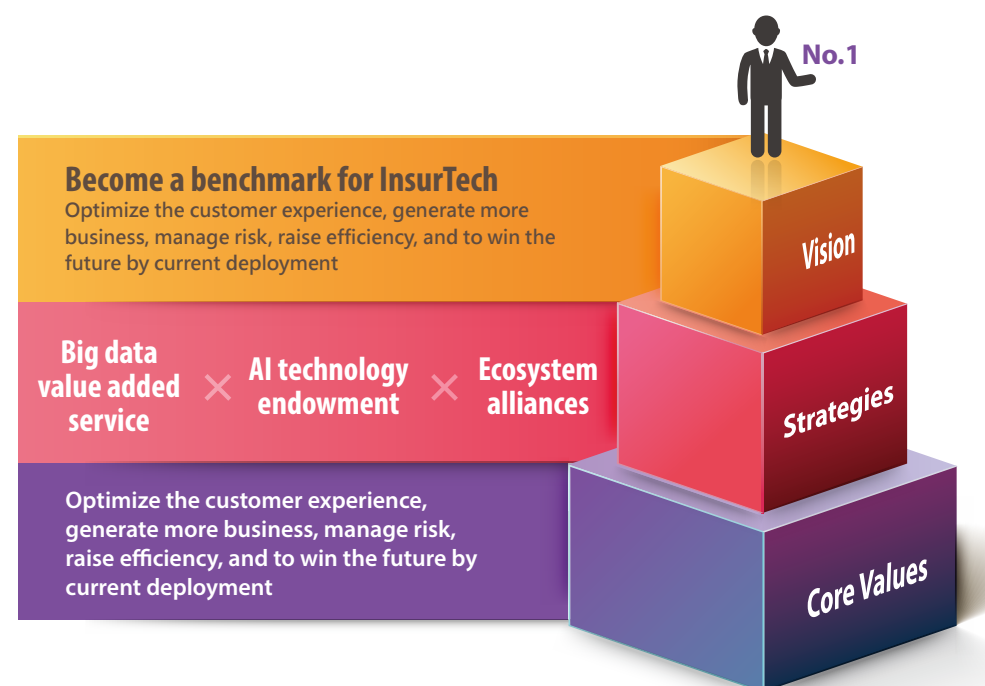 No.1
Become a benchmark for InsurTech
Optimize the customer experience, generate more
business, manage risk, raise efficiency, and to win the
future by current deployment
Vision
Big data
value added
service
×
AI technology
endowment
×
Ecosystem
alliances
Strategies
Optimize the customer experience,
generate more business, manage risk,
raise efficiency, and to win the future by
current deployment
Core Values